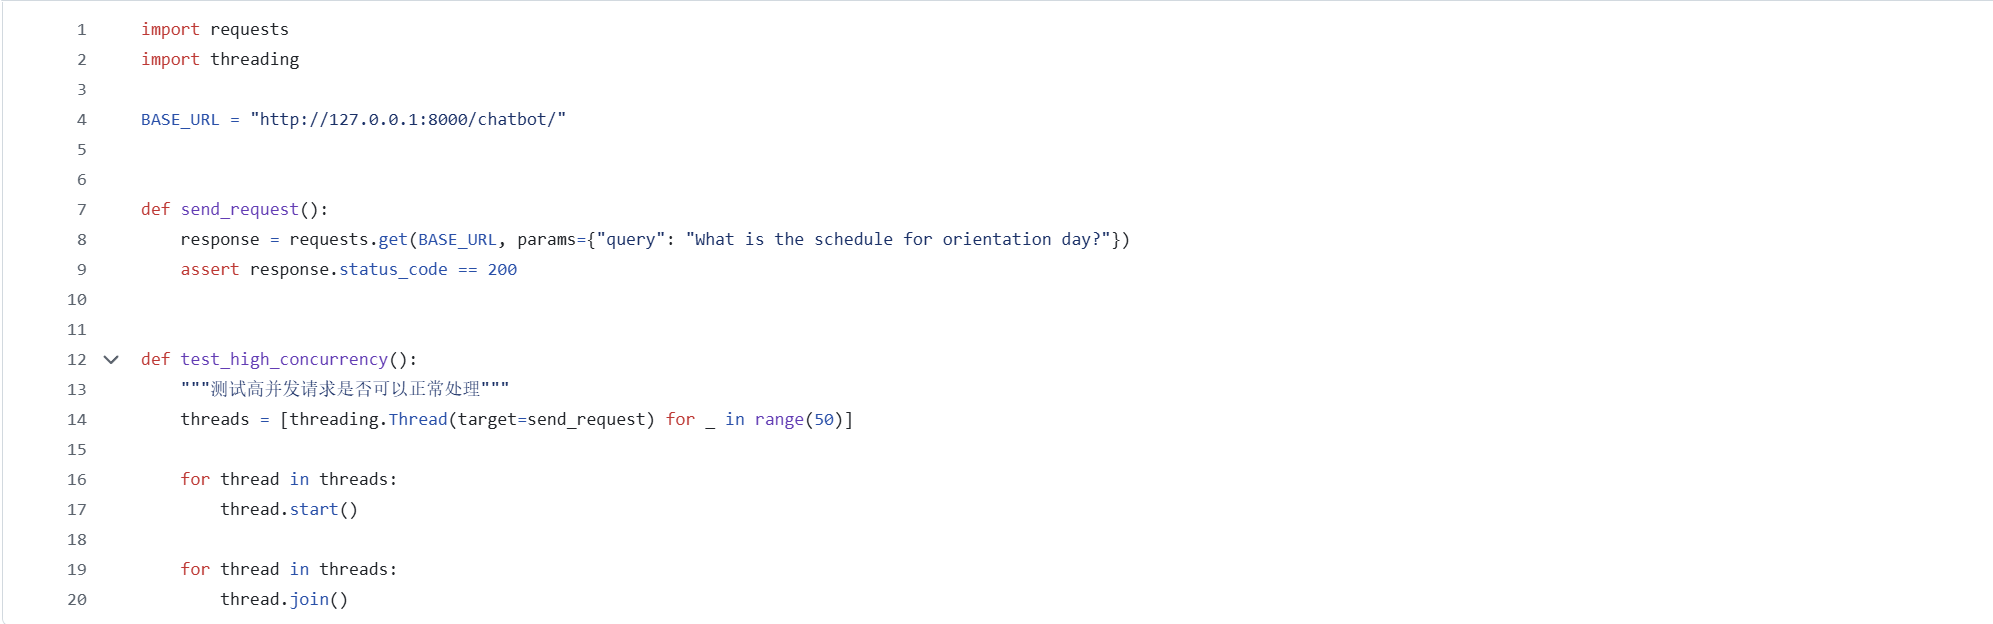 1 import requests
2 import threading
3
4 BASE_URL = "http://127.0.0.1:8000/chatbot/"
5
6
7 def send_request():
8     response = requests.get(BASE_URL, params={"query": "What is the schedule for orientation day?"})
9     assert response.status_code == 200
10
11
12 def test_high_concurrency():
13     """测试高并发请求是否可以正常处理"""
14     threads = [threading.Thread(target=send_request) for _ in range(50)]
15
16     for thread in threads:
17         thread.start()
18
19     for thread in threads:
20         thread.join()